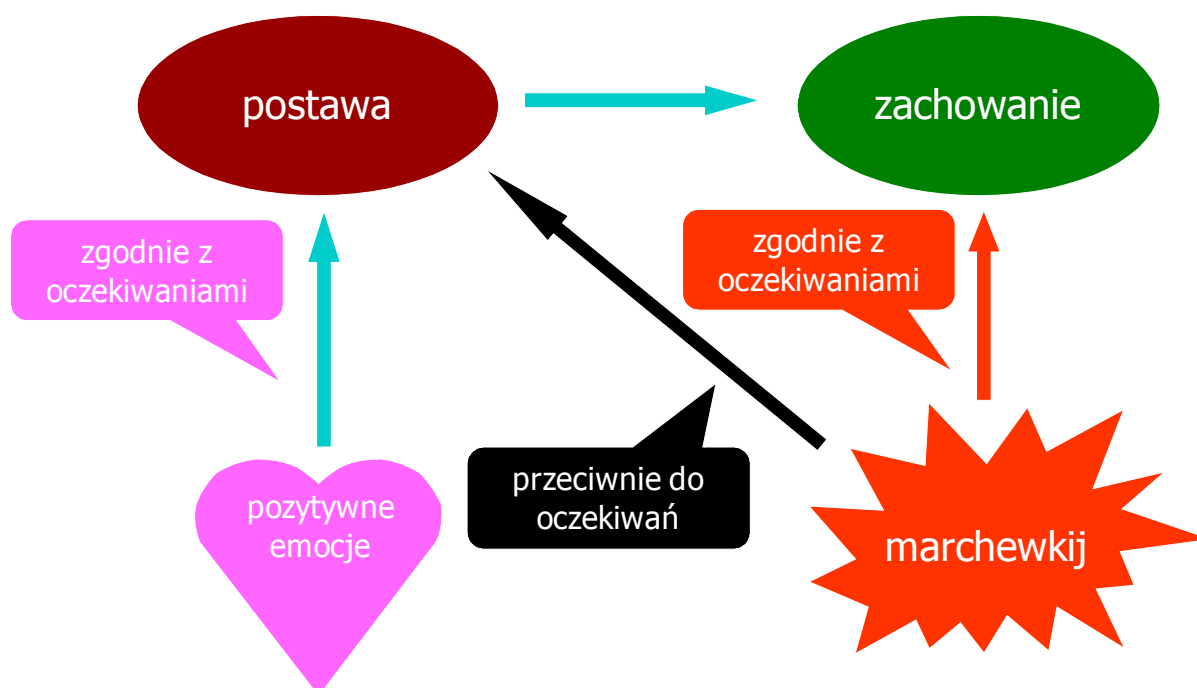 postawa
zachowanie
zgodnie z
oczekiwaniami
zgodnie z
oczekiwaniami
pozytywne
emocje
przeciwnie do
oczekiwań
marchewkij